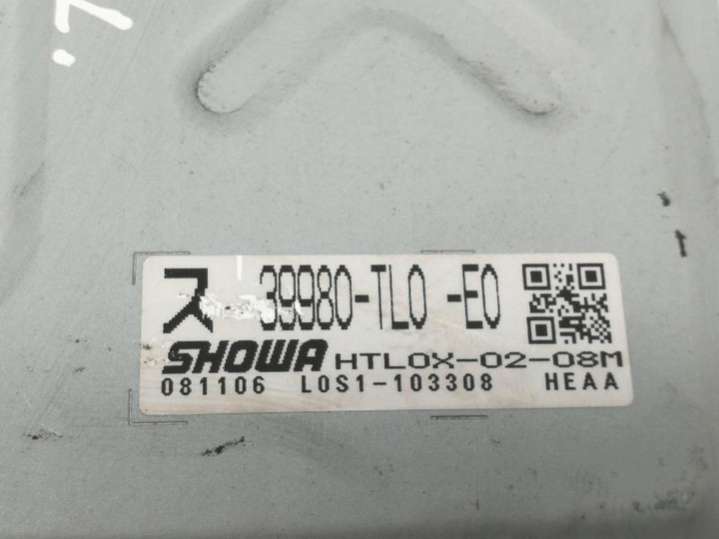 ス 39980-TL0 -E0
SHOWA HTL0X-02-08M
081106 L0S1-103308 HEAA